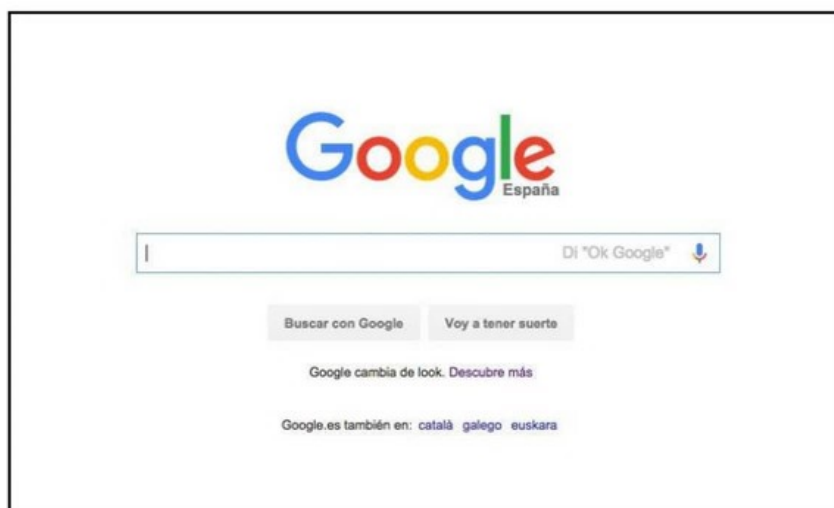 Google
España
Di "Ok Google"
Buscar con Google Voy a tener suerte
Google cambia de look. Descubre más
Google.es también en: català galego euskara